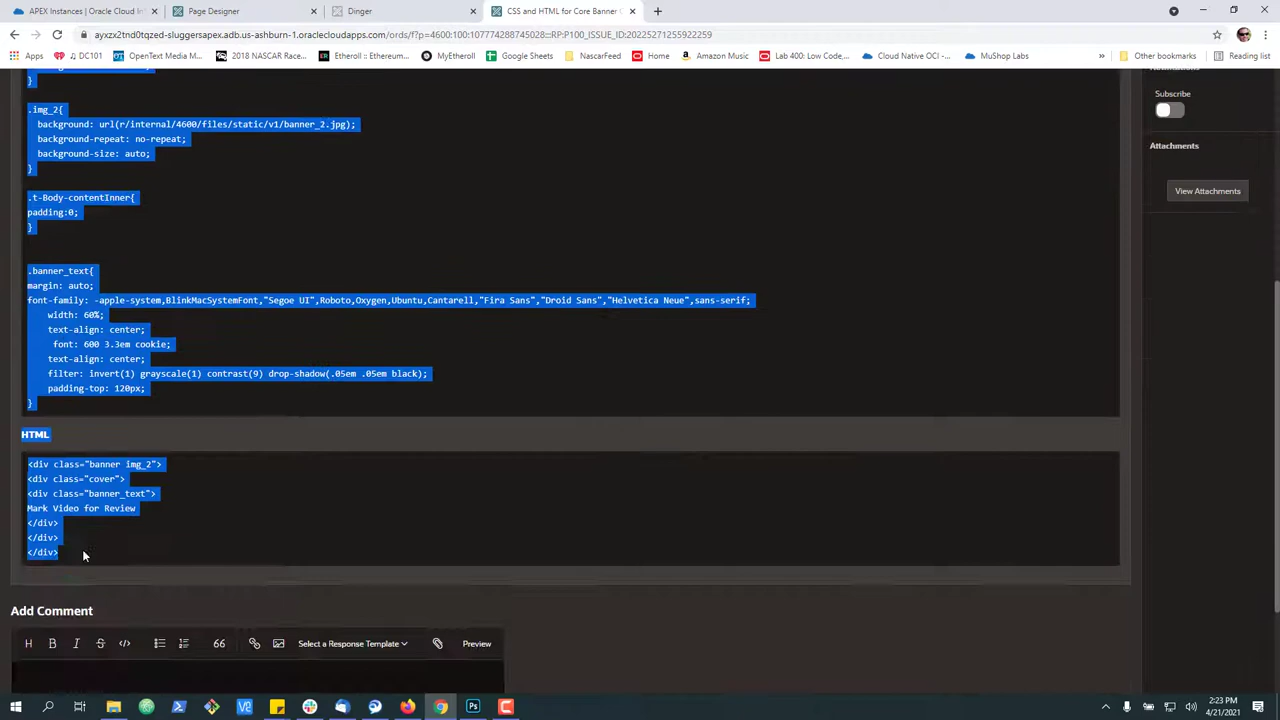 APEX Instances | Oracle Cloud In
Page Designer
Dinger
CSS and HTML for Core Banner C
ayxzx2tnd0tqzed-sluggersapex.adb.us-ashburn-1.oraclecloudapps.com/ords/f?p=4600:100:107774288745028:::RP:P100_ISSUE_ID:20225271255922259
Apps
DC101
OpenText Media M...
2018 NASCAR Race...
Etheroll :: Ethereum...
MyEtheroll
Google Sheets
NascarFeed
Home
Amazon Music
Lab 400: Low Code,...
Cloud Native OCI -...
MuShop Labs
»
Other bookmarks
Reading list
}
Subscribe
.img_2{
background: url(r/internal/4600/files/static/v1/banner_2.jpg);
background-repeat: no-repeat;
background-size: auto;
}
Attachments
View Attachments
.t-Body-contentInner{
padding:0;
}
.banner_text{
margin: auto;
font-family: -apple-system,BlinkMacSystemFont,"Segoe UI",Roboto,Oxygen,Ubuntu,Cantarell,"Fira Sans","Droid Sans","Helvetica Neue",sans-serif;
width: 60%;
text-align: center;
font: 600 3.3em cookie;
text-align: center;
filter: invert(1) grayscale(1) contrast(9) drop-shadow(.05em .05em black);
padding-top: 120px;
}
HTML
<div class="banner img_2">
<div class="cover">
<div class="banner_text">
Mark Video for Review
</div>
</div>
</div>
Add Comment
H B I S </> 66 Select a Response Template Preview
2:23 PM
4/21/2021